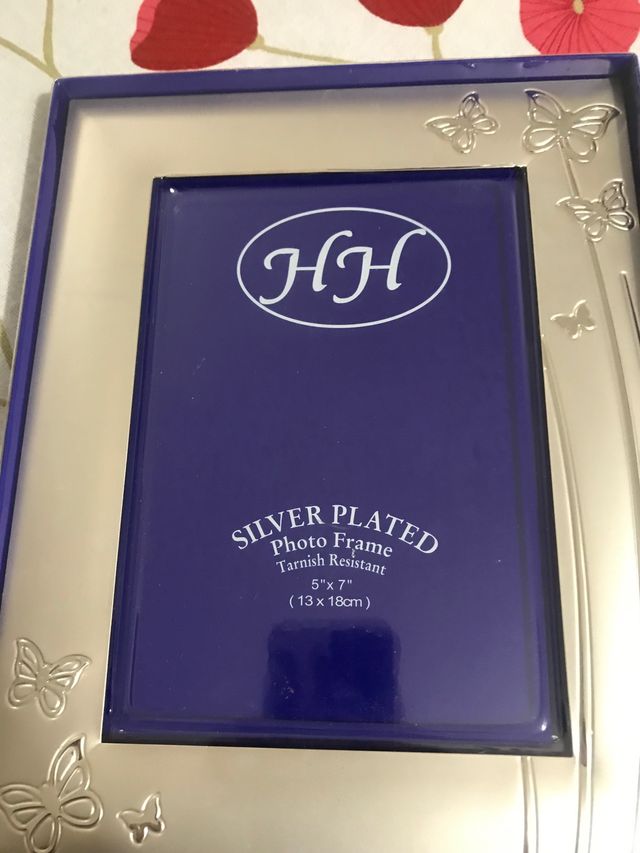 HH
SILVER PLATED
Photo Frame
Tarnish Resistant
5"x 7"
( 13 x 18cm )